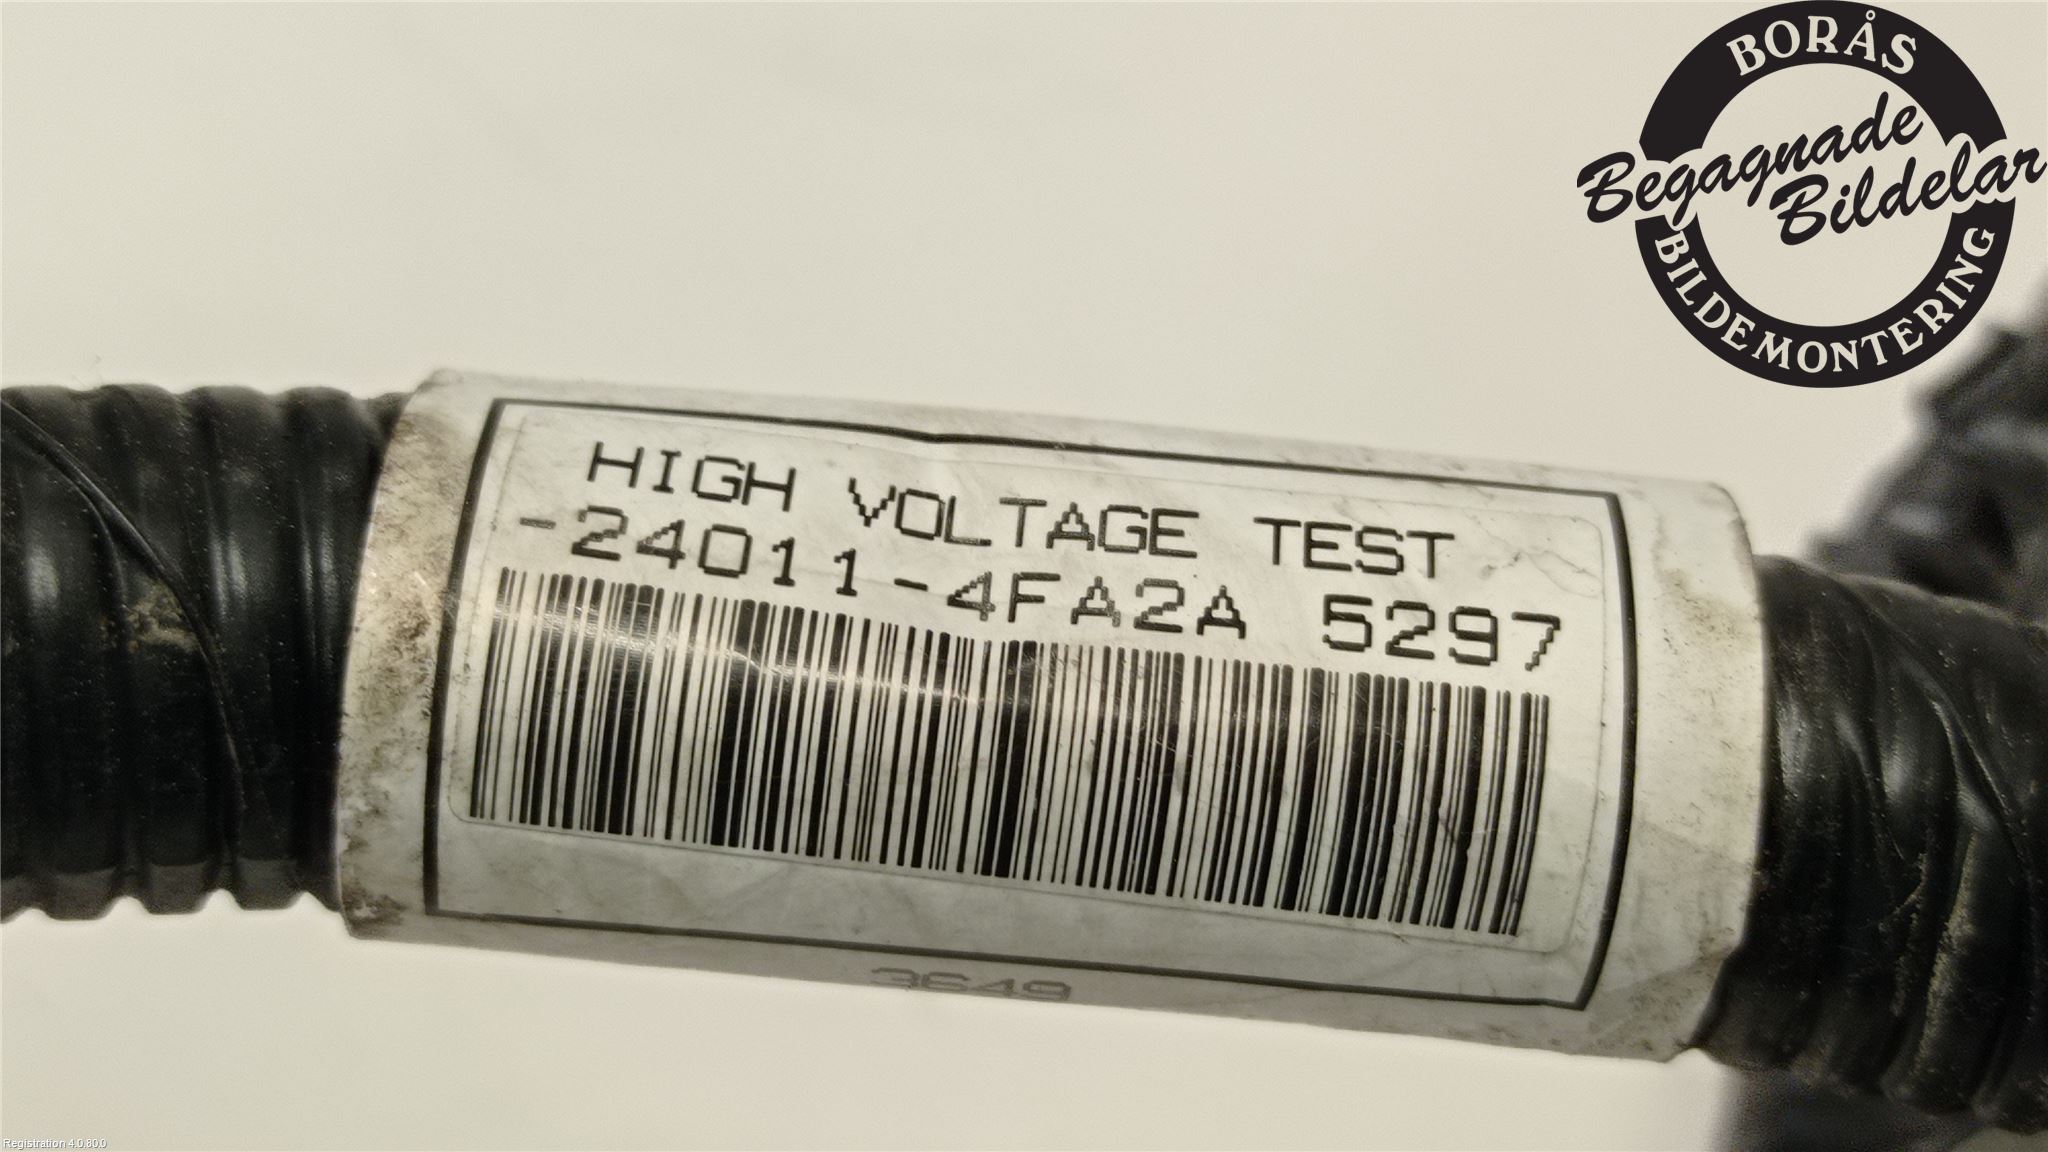 BORÅS
Begagnade
Bildelar
BILDEMONTERING
HIGH VOLTAGE TEST
-24011-4FA2A 5297
3649
Registration 4.0.80.0